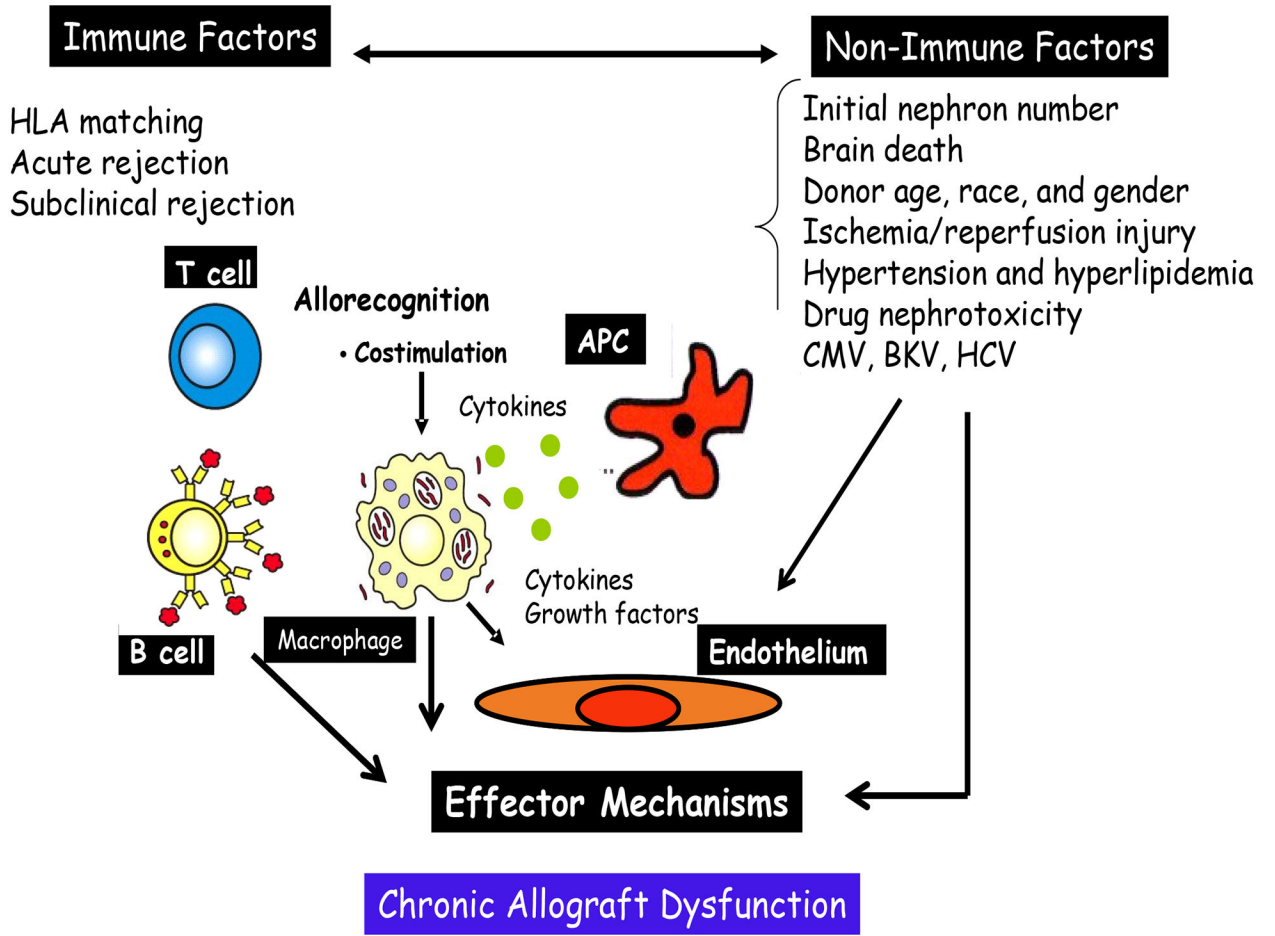 Immune Factors
Non-Immune Factors
HLA matching
Acute rejection
Subclinical rejection
Initial nephron number
Brain death
Donor age, race, and gender
Ischemia/reperfusion injury
Hypertension and hyperlipidemia
Drug nephrotoxicity
CMV, BKV, HCV
T cell
Allorecognition
• Costimulation
APC
Cytokines
"
Cytokines
Growth factors
B cell
Macrophage
Endothelium
Effector Mechanisms
Chronic Allograft Dysfunction